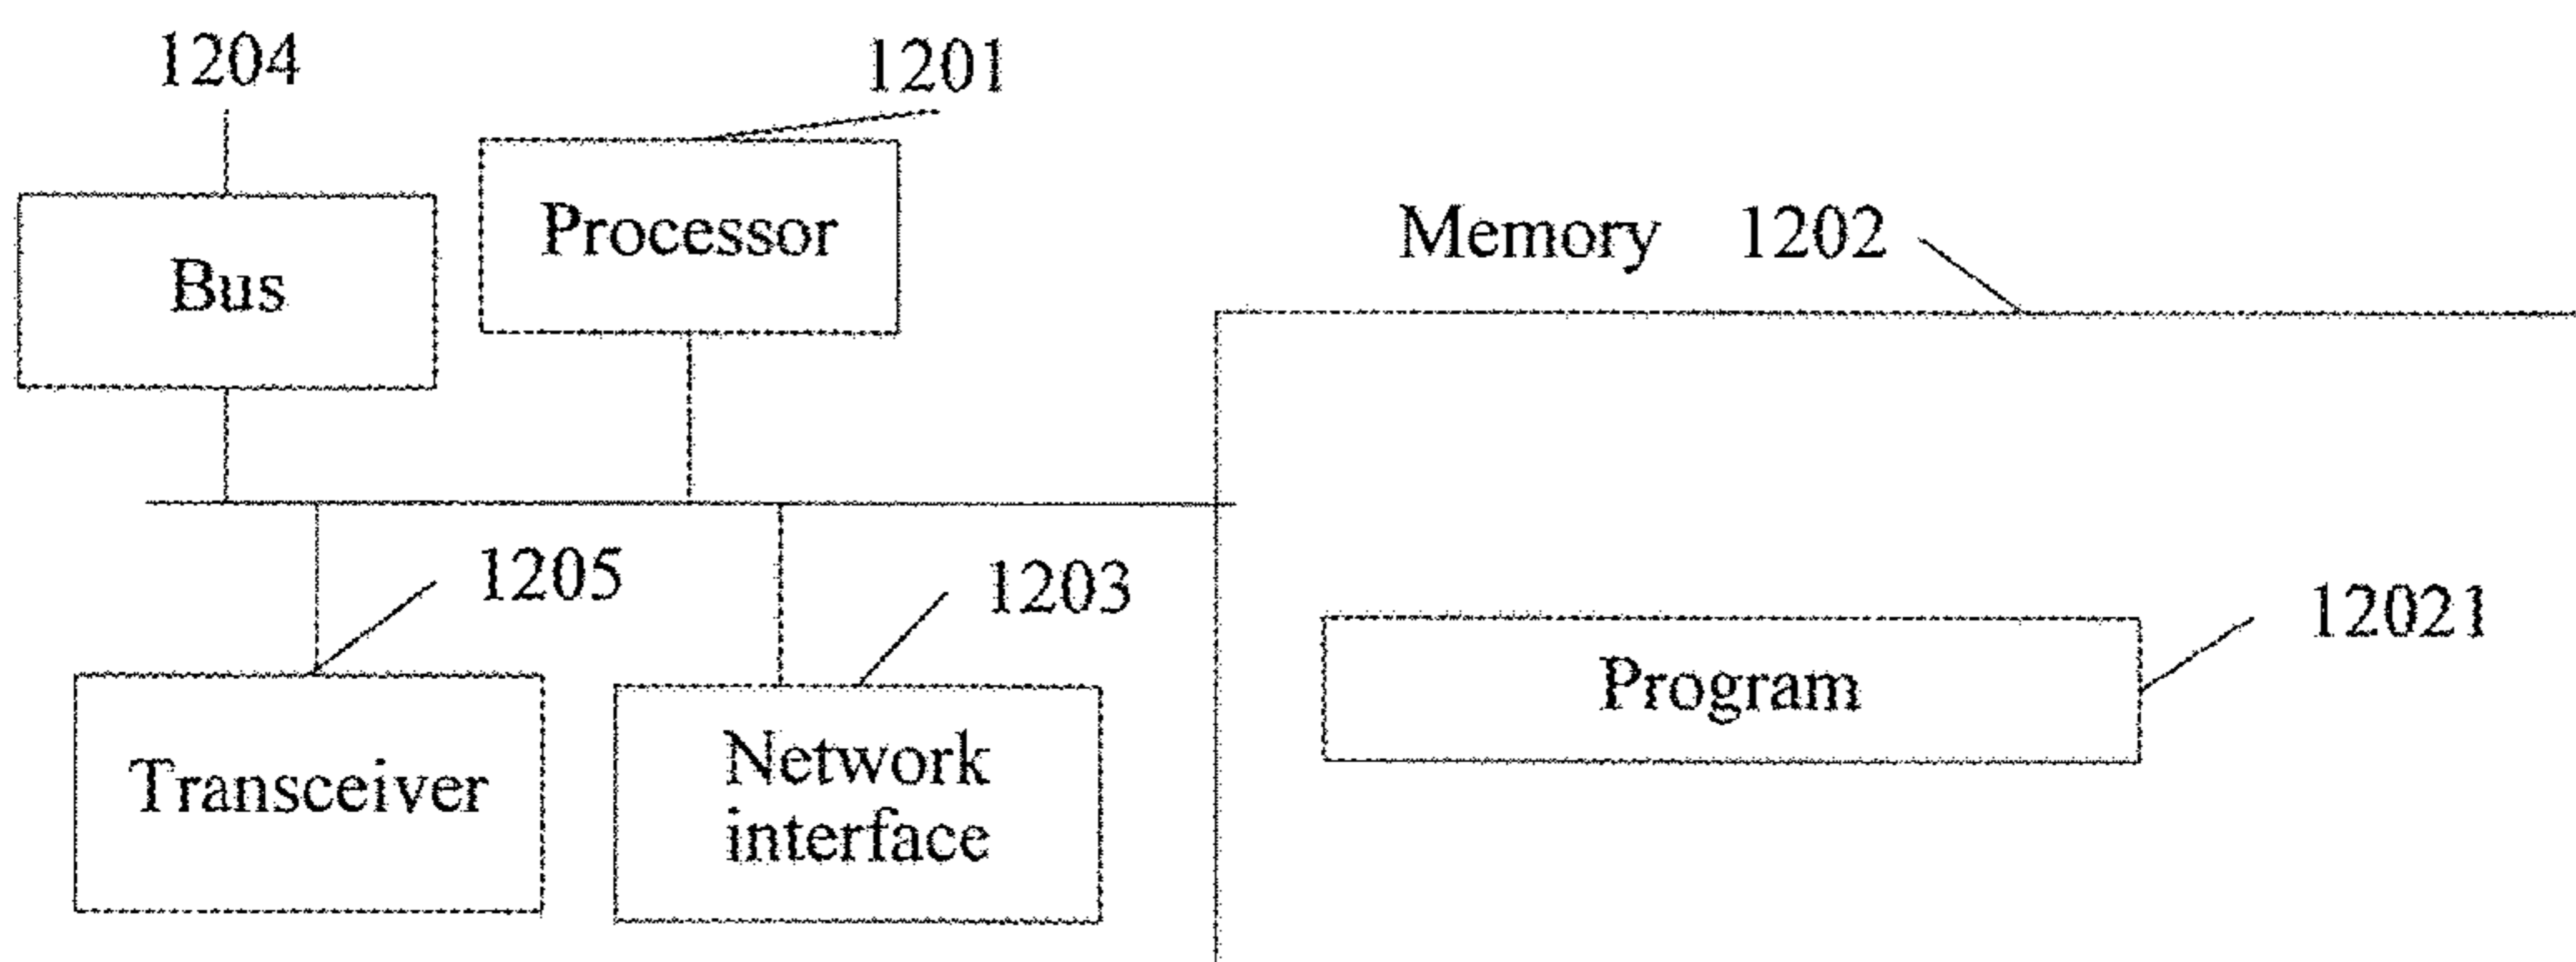 1204
1201
Bus
Processor
Memory 1202
1205
1203
12021
Transceiver
Network
interface
Program